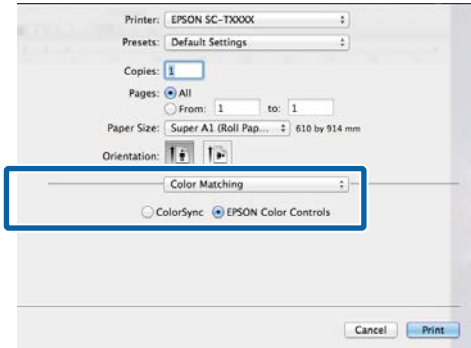 Printer: EPSON SC-TXXXX
Presets: Default Settings
Copies: 1
Pages: All
From: 1 to: 1
Paper Size: Super A1 (Roll Pap... 610 by 914 mm
Orientation:
Color Matching
ColorSync EPSON Color Controls
Cancel Print